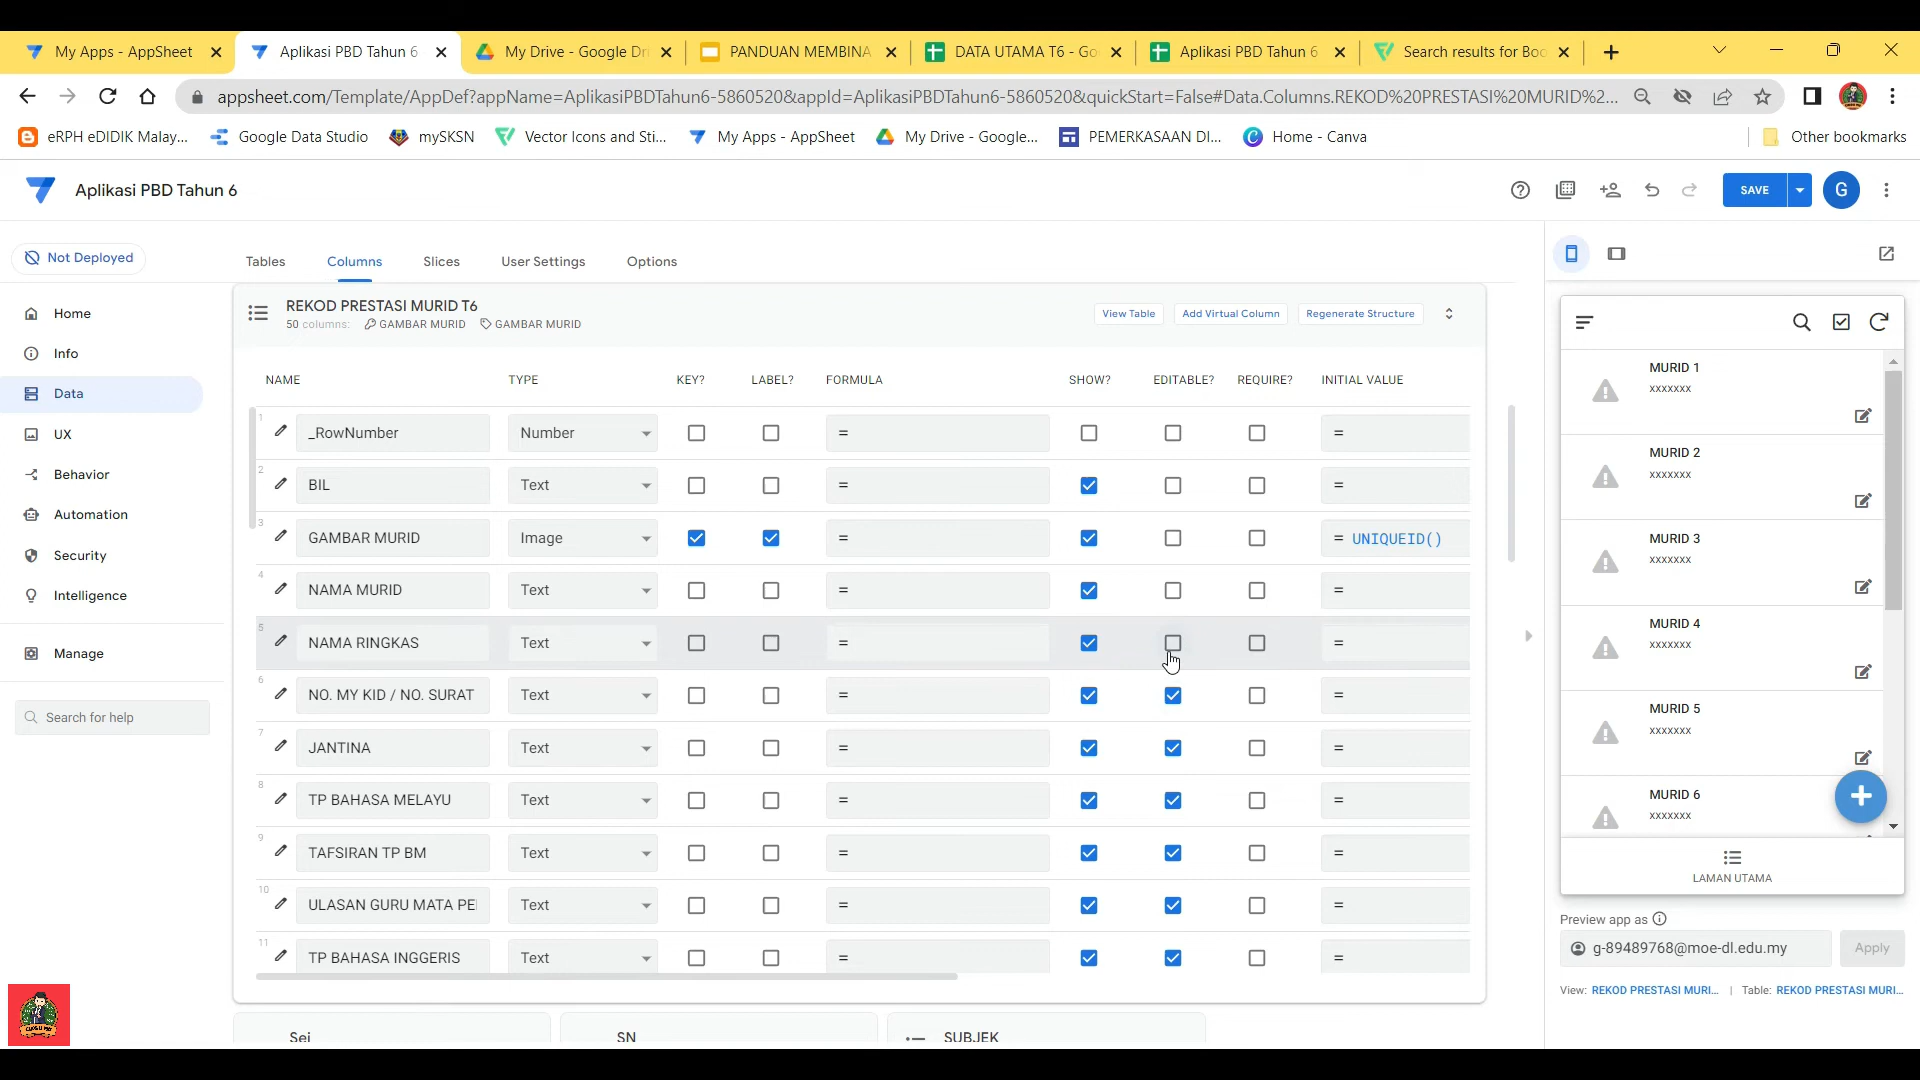 My Apps - AppSheet
Aplikasi PBD Tahun 6
My Drive - Google Dri
PANDUAN MEMBINA
DATA UTAMA T6 - Go
Aplikasi PBD Tahun 6
Search results for Boo
appsheet.com/Template/AppDef?appName=AplikasiPBDTahun6-5860520&appId=AplikasiPBDTahun6-5860520&quickStart=False#Data.Columns.REKOD%20PRESTASI%20MURID%2...
eRPH eDIDIK Malay...
Google Data Studio
mySKSN
Vector Icons and Sti...
My Apps - AppSheet
My Drive - Google...
PEMERKASAAN DI...
Home - Canva
Other bookmarks
Aplikasi PBD Tahun 6
SAVE
G
Not Deployed
Home
Info
Data
UX
Behavior
Automation
Security
Intelligence
Manage
Search for help
Tables Columns Slices User Settings Options
REKOD PRESTASI MURID T6
50 columns: GAMBAR MURID GAMBAR MURID
View Table Add Virtual Column Regenerate Structure
NAME TYPE KEY? LABEL? FORMULA SHOW? EDITABLE? REQUIRE? INITIAL VALUE
1 _RowNumber Number = =
2 BIL Text = =
3 GAMBAR MURID Image = = UNIQUEID()
4 NAMA MURID Text = =
5 NAMA RINGKAS Text = =
6 NO. MY KID / NO. SURAT Text = =
7 JANTINA Text = =
8 TP BAHASA MELAYU Text = =
9 TAFSIRAN TP BM Text = =
10 ULASAN GURU MATA PE Text = =
11 TP BAHASA INGGERIS Text = =
Sej SN SUBJEK
MURID 1
xxxxxxx
MURID 2
xxxxxxx
MURID 3
xxxxxxx
MURID 4
xxxxxxx
MURID 5
xxxxxxx
MURID 6
xxxxxxx
LAMAN UTAMA
Preview app as
g-89489768@moe-dl.edu.my
Apply
View: REKOD PRESTASI MURI... | Table: REKOD PRESTASI MURI...